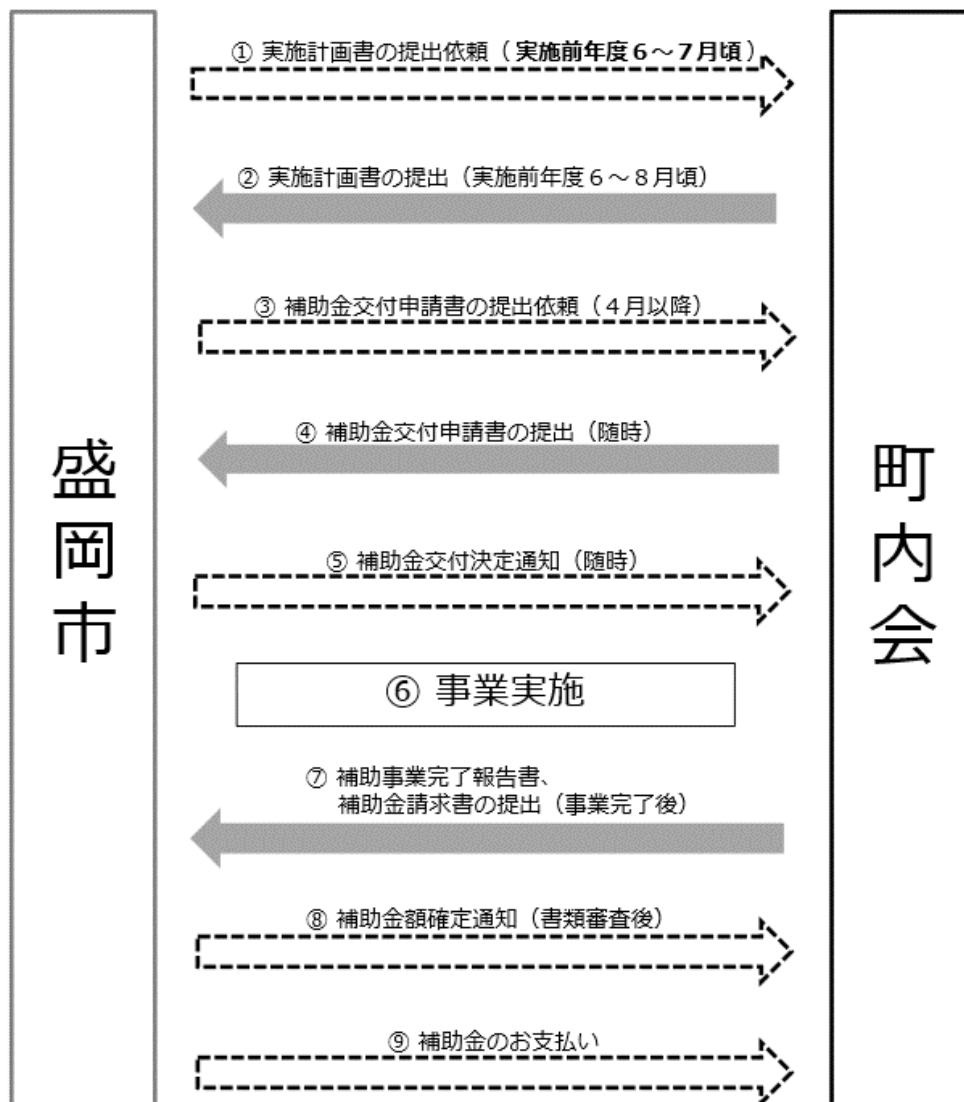 盛岡市
① 実施計画書の提出依頼（実施前年度６～７月頃）
② 実施計画書の提出（実施前年度６～８月頃）
③ 補助金交付申請書の提出依頼（４月以降）
④ 補助金交付申請書の提出（随時）
⑤ 補助金交付決定通知（随時）
⑥ 事業実施
⑦ 補助事業完了報告書、
補助金請求書の提出（事業完了後）
⑧ 補助金額確定通知（書類審査後）
⑨ 補助金のお支払い
町内会